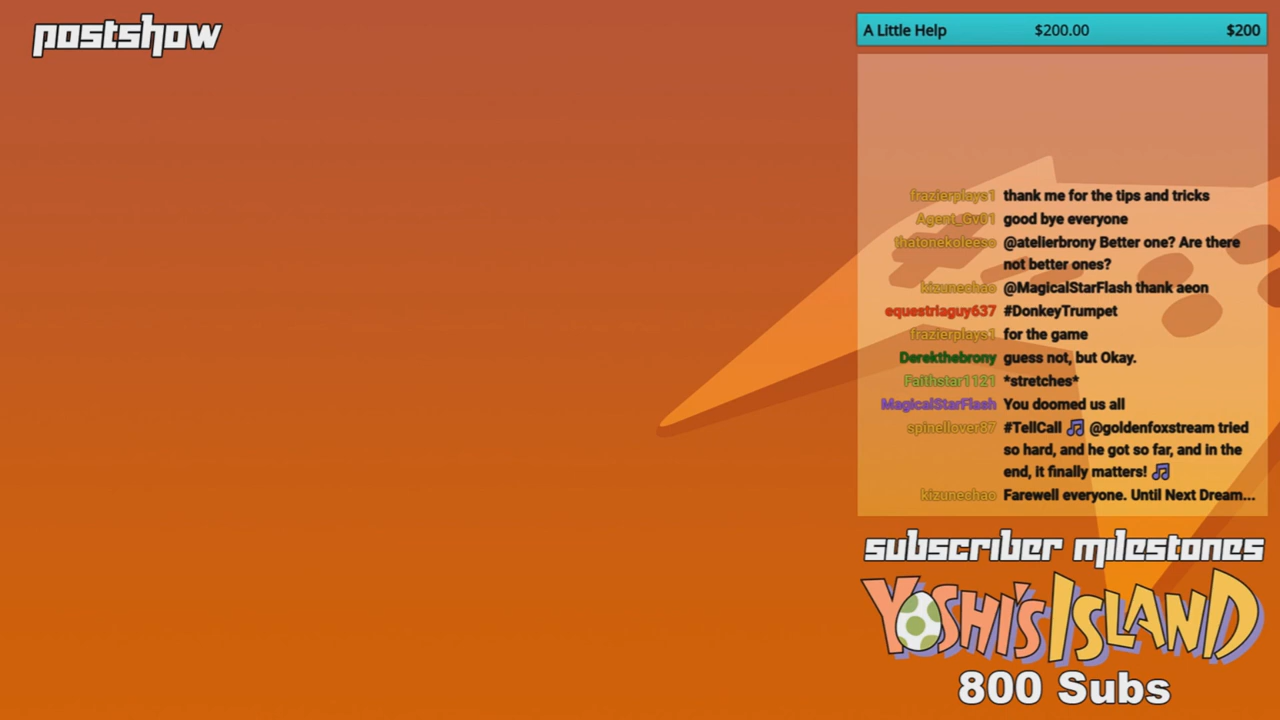 postshow
A Little Help $200.00 $200
frazierplays1 thank me for the tips and tricks
Agent_Gv01 good bye everyone
thatonekoleeso @atelierbrony Better one? Are there
not better ones?
kizunechao @MagicalStarFlash thank aeon
equestriaguy637 #DonkeyTrumpet
frazierplays1 for the game
Derekthebrony guess not, but Okay.
Faithstar1121 *stretches*
MagicalStarFlash You doomed us all
spinellover87 #TellCall 🎵 @goldenfoxstream tried
so hard, and he got so far, and in the
end, it finally matters! 🎵
kizunechao Farewell everyone. Until Next Dream...
subscriber milestones
YOSHI'S ISLAND
800 Subs